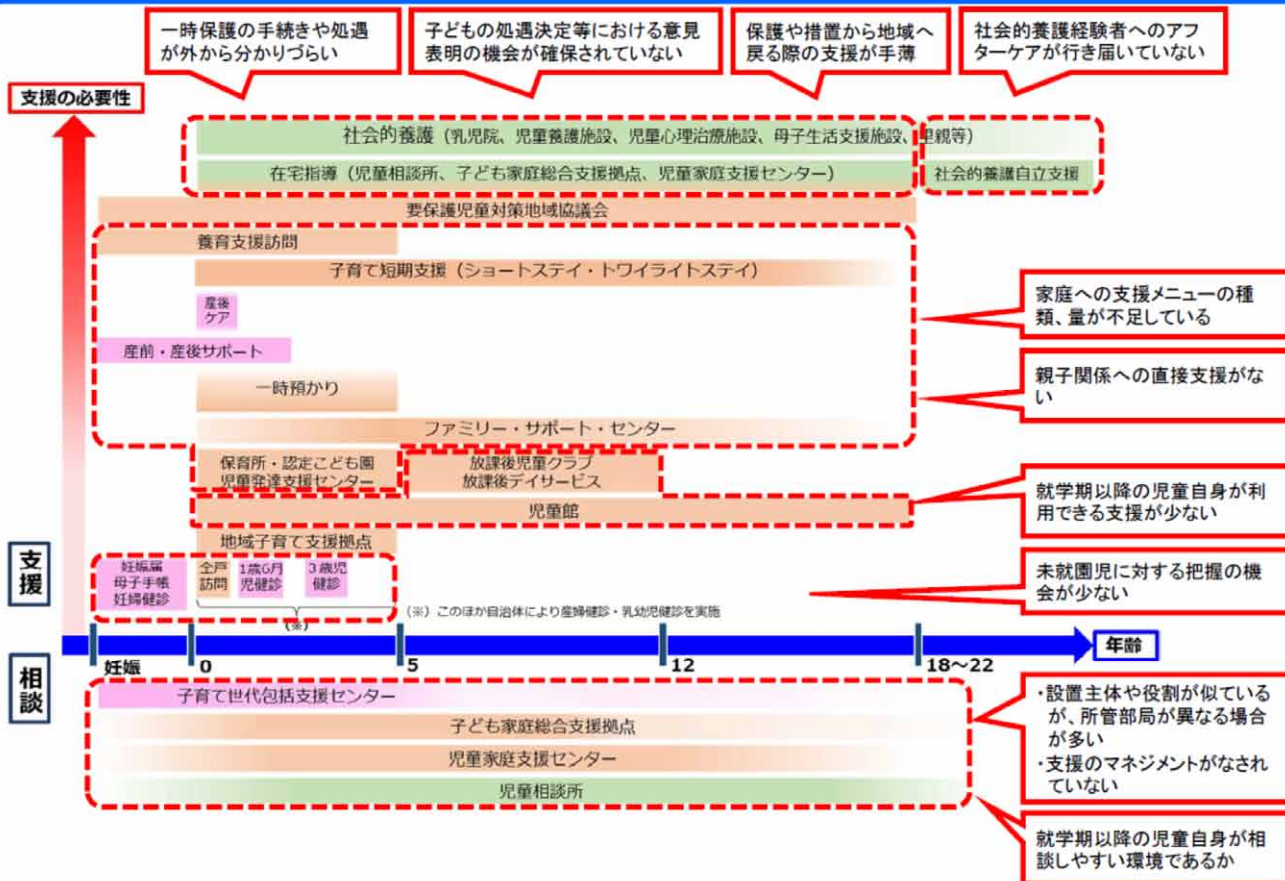 一時保護の手続きや処遇
が外から分かりづらい
子どもの処遇決定等における意見
表明の機会が確保されていない
保護や措置から地域へ
戻る際の支援が手薄
社会的養護経験者へのアフ
ターケアが行き届いていない
支援の必要性
社会的養護（乳児院、児童養護施設、児童心理治療施設、母子生活支援施設、里親等）
在宅指導（児童相談所、子ども家庭総合支援拠点、児童家庭支援センター）
社会的養護自立支援
要保護児童対策地域協議会
養育支援訪問
子育て短期支援（ショートステイ・トワイライトステイ）
産後
ケア
産前・産後サポート
一時預かり
ファミリー・サポート・センター
家庭への支援メニューの種
類、量が不足している
親子関係への直接支援がな
い
保育所・認定こども園
児童発達支援センター
放課後児童クラブ
放課後デイサービス
児童館
就学期以降の児童自身が利
用できる支援が少ない
地域子育て支援拠点
支援
妊娠届
母子手帳
妊婦健診
全戸
訪問
1歳6月
児健診
3歳児
健診
（※）
（※）このほか自治体により産婦健診・乳幼児健診を実施
未就園児に対する把握の機
会が少ない
年齢
妊娠
0
5
12
18～22
相談
子育て世代包括支援センター
子ども家庭総合支援拠点
児童家庭支援センター
児童相談所
・設置主体や役割が似ている
が、所管部局が異なる場合
が多い
・支援のマネジメントがなされ
ていない
就学期以降の児童自身が相
談しやすい環境であるか